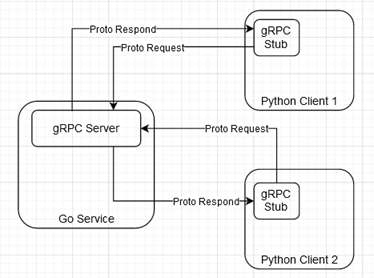 Proto Respond
gRPC
Stub
Proto Request
Python Client 1
gRPC Server
Proto Request
Go Service
Proto Respond
gRPC
Stub
Python Client 2